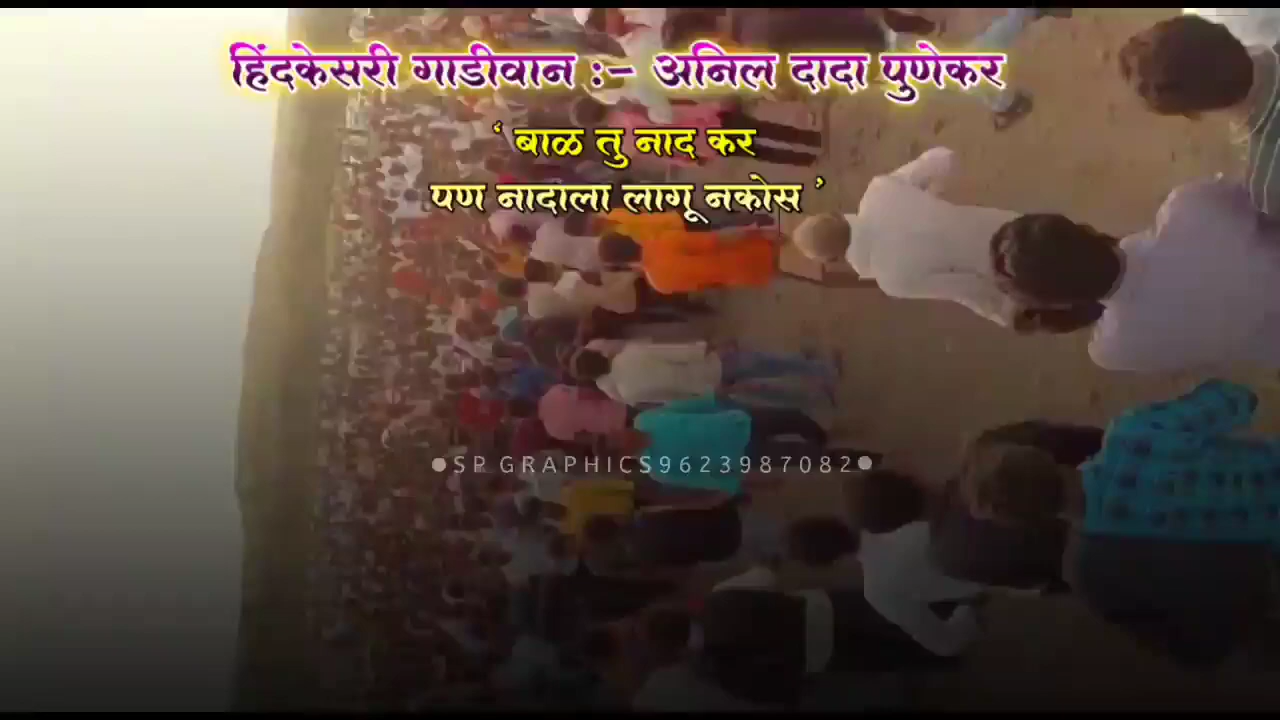 हिंदकेसरी गाडीवान :- अनिल दादा पुणेकर
‘ बाळ तु नाद कर
पण नादाला लागू नकोस ’
●SP GRAPHICS9623987082●